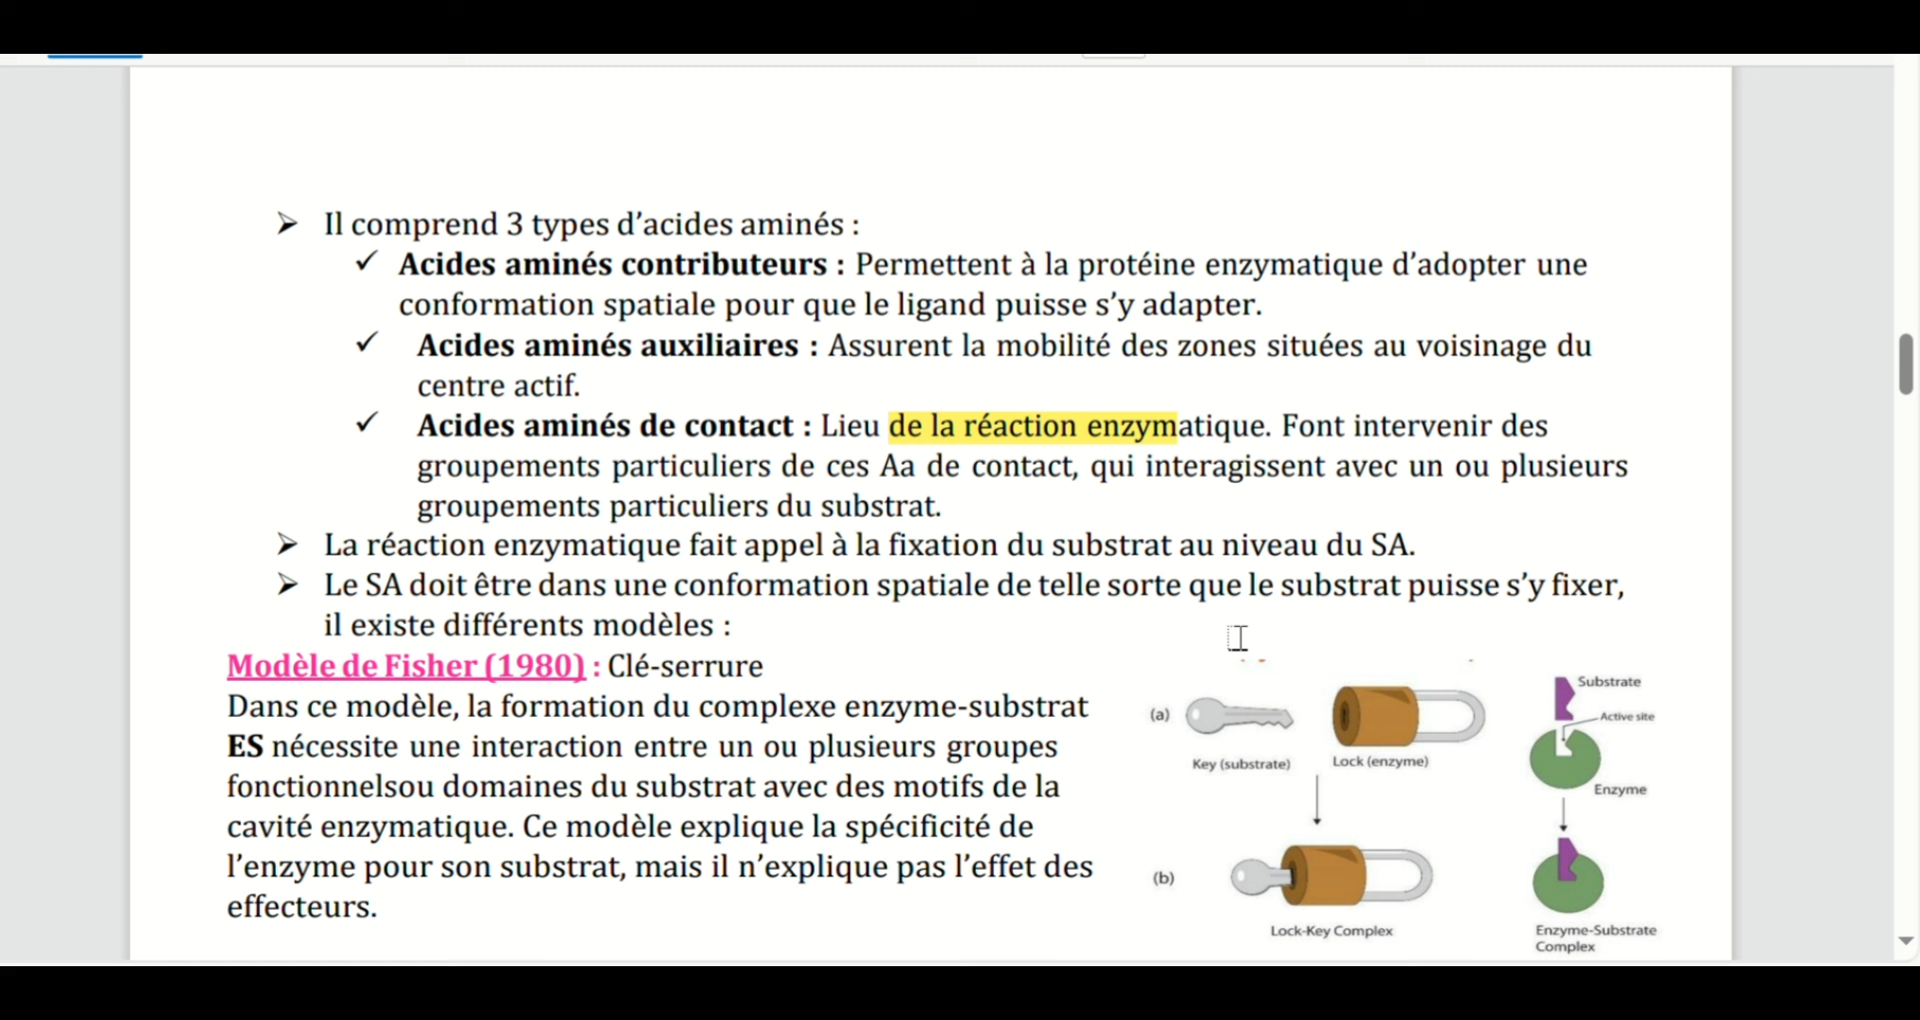 Il comprend 3 types d’acides aminés :
Acides aminés contributeurs : Permettent à la protéine enzymatique d’adopter une
conformation spatiale pour que le ligand puisse s’y adapter.
Acides aminés auxiliaires : Assurent la mobilité des zones situées au voisinage du
centre actif.
Acides aminés de contact : Lieu de la réaction enzymatique. Font intervenir des
groupements particuliers de ces Aa de contact, qui interagissent avec un ou plusieurs
groupements particuliers du substrat.
La réaction enzymatique fait appel à la fixation du substrat au niveau du SA.
Le SA doit être dans une conformation spatiale de telle sorte que le substrat puisse s’y fixer,
il existe différents modèles :
Modèle de Fisher (1980) : Clé-serrure
Dans ce modèle, la formation du complexe enzyme-substrat
ES nécessite une interaction entre un ou plusieurs groupes
fonctionnelsou domaines du substrat avec des motifs de la
cavité enzymatique. Ce modèle explique la spécificité de
l’enzyme pour son substrat, mais il n’explique pas l’effet des
effecteurs.
(a)
Key (substrate)
Lock (enzyme)
Substrate
Active site
Enzyme
(b)
Lock-Key Complex
Enzyme-Substrate
Complex